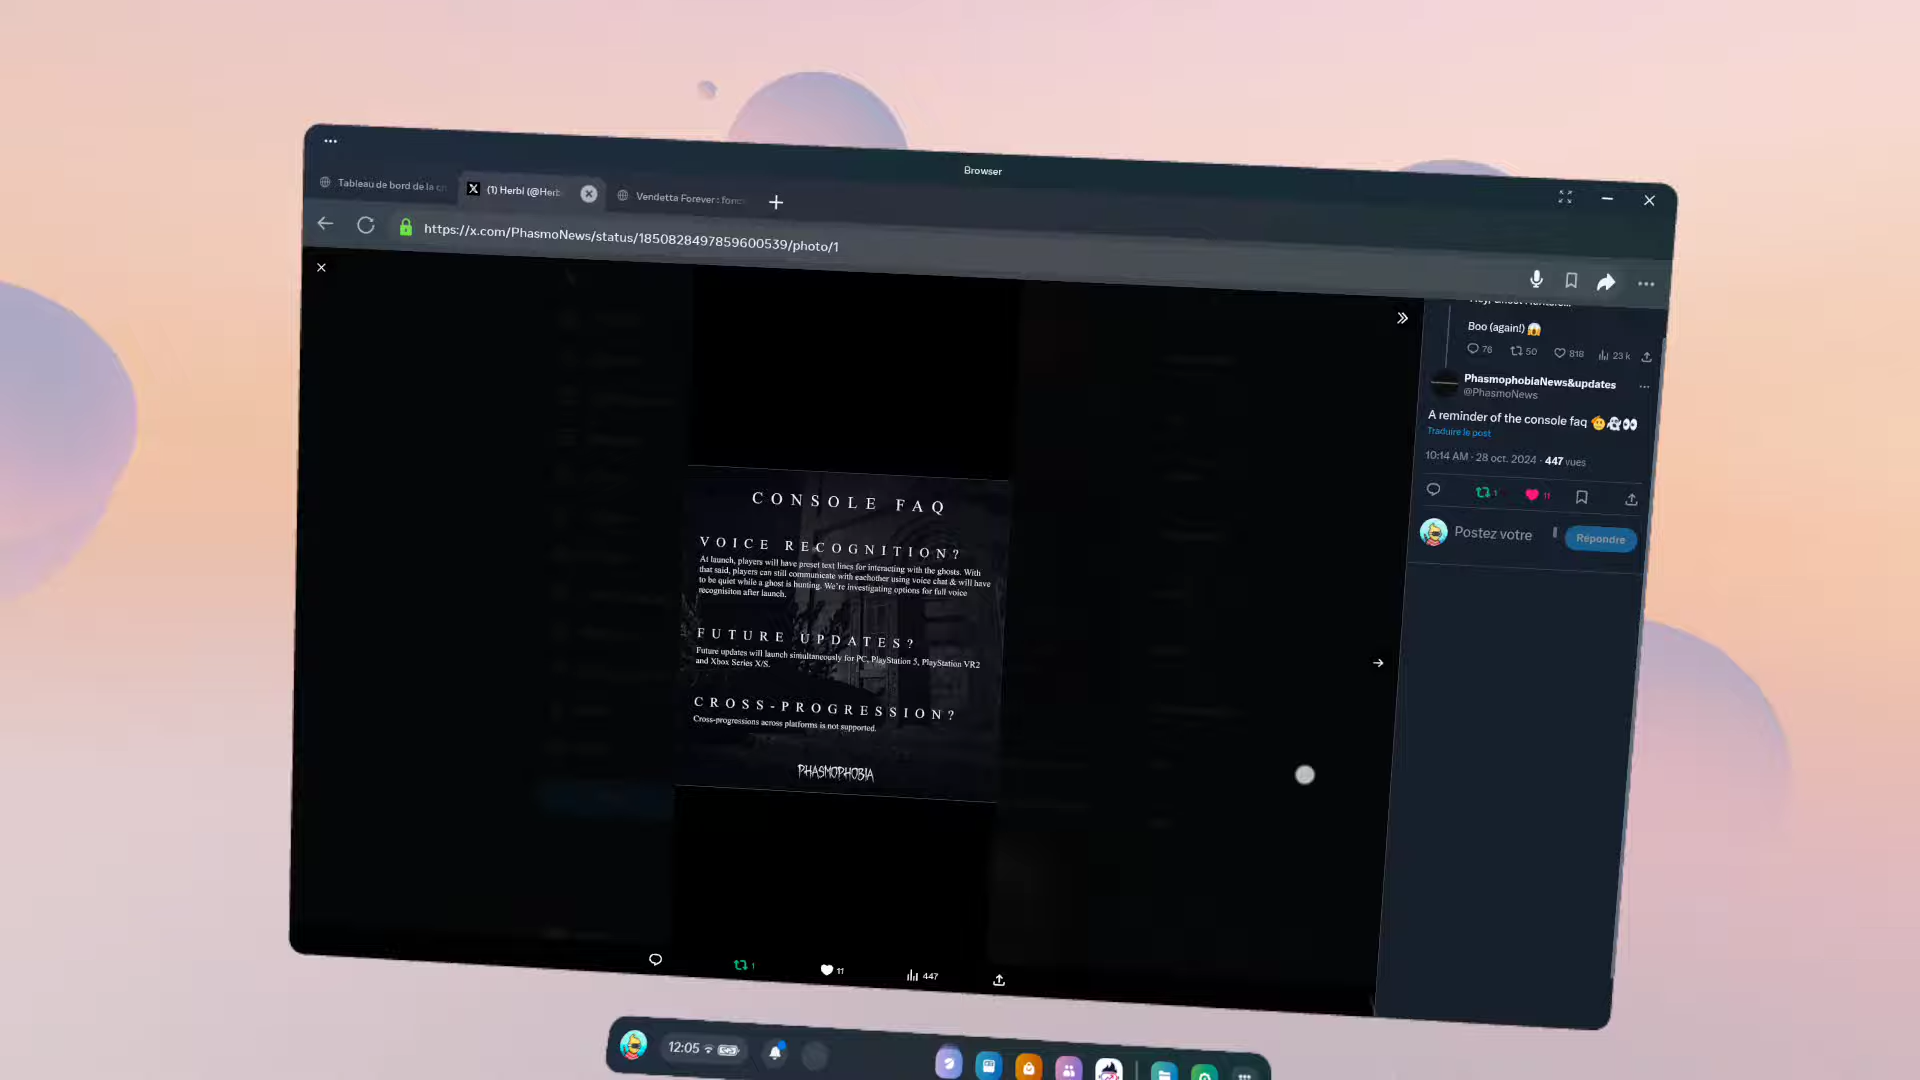 Browser
Tableau de bord de la c
(1) Herbi (@Herb
Vendetta Forever : fonc
https://x.com/PhasmoNews/status/1850828497859600539/photo/1
Boo (again!) 😱
76 50 818 23 k
PhasmophobiaNews&updates
@PhasmoNews
A reminder of the console faq
Traduire le post
10:14 AM · 28 oct. 2024 · 447 vues
1 11
Postez votre
Répondre
CONSOLE FAQ
VOICE RECOGNITION?
At launch, players will have preset text lines for interacting with the ghosts. With
that said, players can still communicate with eachother using voice chat & will have
to be quiet while a ghost is hunting. We're investigating options for full voice
recognisiton after launch.
FUTURE UPDATES?
Future updates will launch simultaneously for PC, PlayStation 5, PlayStation VR2
and Xbox Series X/S.
CROSS-PROGRESSION?
Cross-progressions across platforms is not supported.
PHASMOPHOBIA
1 11 447
12:05